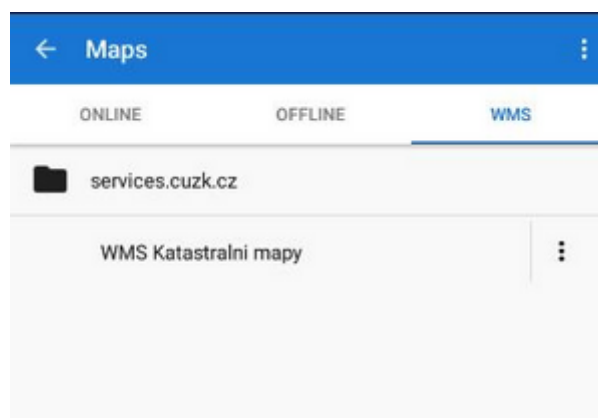 Maps
ONLINE OFFLINE WMS
services.cuzk.cz
WMS Katastralni mapy